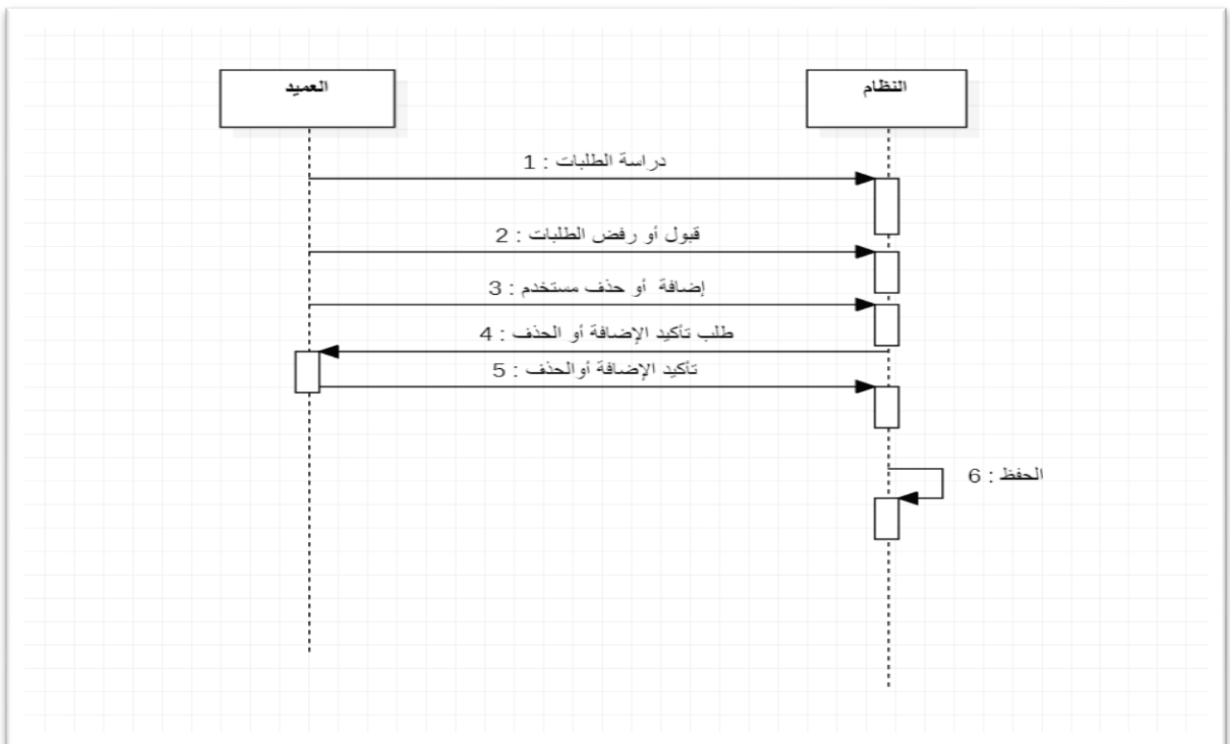 العميد
النظام
1 : دراسة الطلبات
2 : قبول أو رفض الطلبات
3 : إضافة أو حذف مستخدم
4 : طلب تأكيد الإضافة أو الحذف
5 : تأكيد الإضافة أوالحذف
6 : الحفظ